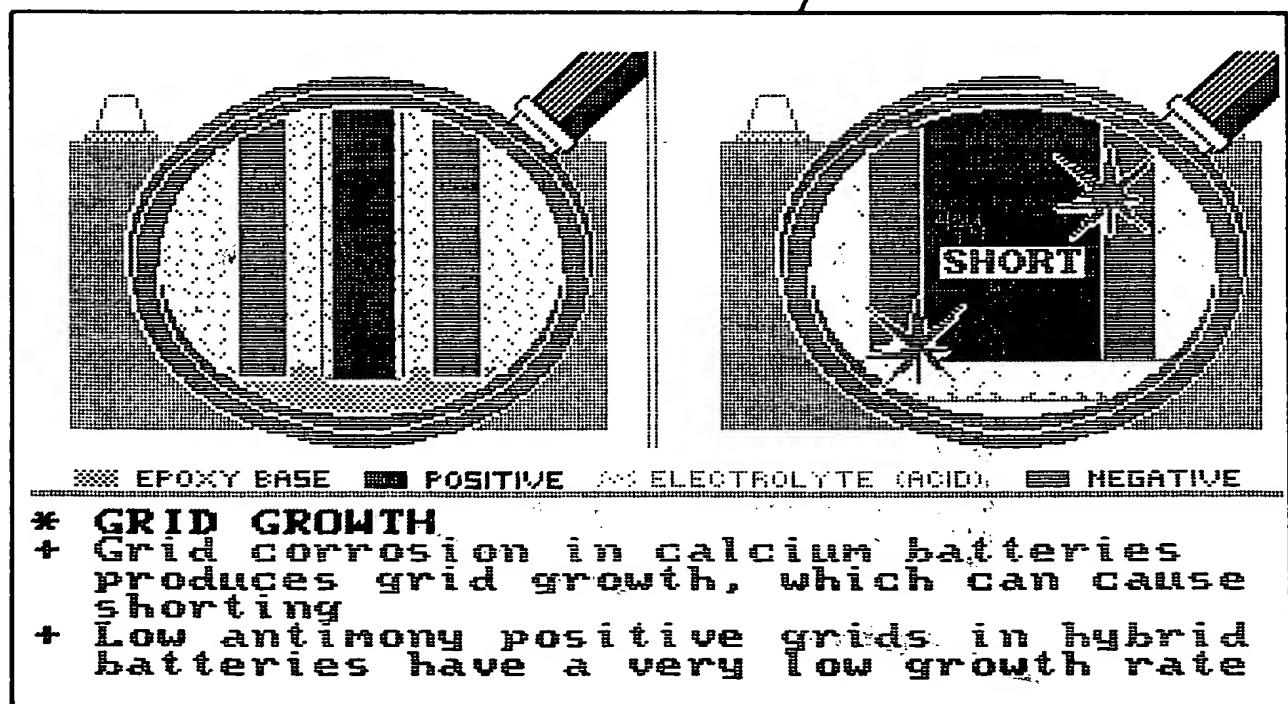 SHORT
EPOXY BASE POSITIVE ELECTROLYTE (ACID) NEGATIVE
* GRID GROWTH
+ Grid corrosion in calcium batteries
produces grid growth, which can cause
shorting
+ Low antimony positive grids in hybrid
batteries have a very low growth rate